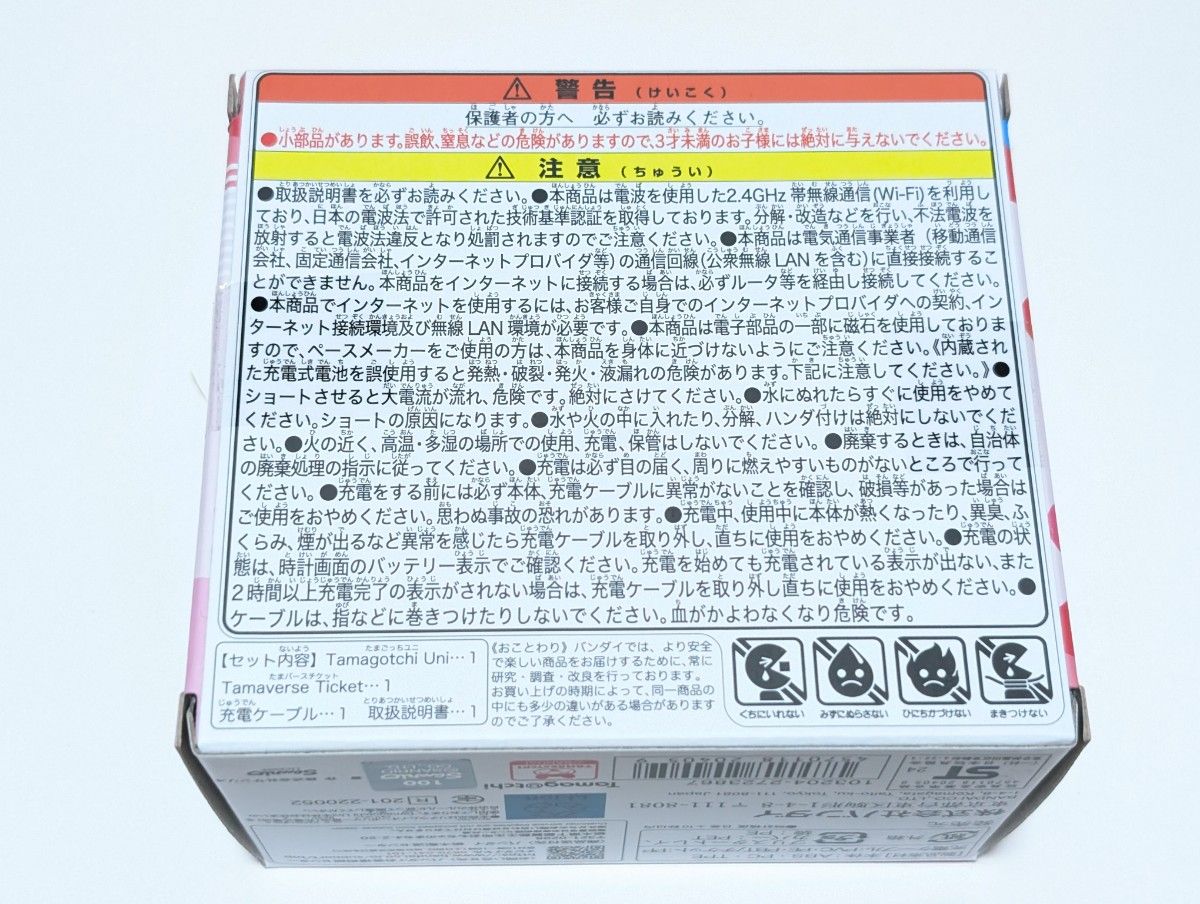 ⚠ 警告 (けいこく)
保護者の方へ 必ずお読みください。
●小部品があります。誤飲、窒息などの危険がありますので、3才未満のお子様には絶対に与えないでください。
⚠ 注意 (ちゅうい)
●取扱説明書を必ずお読みください。●本商品は電波を使用した2.4GHz 帯無線通信(Wi-Fi)を利用し
ており、日本の電波法で許可された技術基準認証を取得しております。分解・改造などを行い、不法電波を
放射すると電波法違反となり処罰されますのでご注意ください。●本商品は電気通信事業者 (移動通信
会社、固定通信会社、インターネットプロバイダ等)の通信回線(公衆無線LANを含む)に直接接続するこ
とができません。本商品をインターネットに接続する場合は、必ずルータ等を経由し接続してください。
●本商品でインターネットを使用するには、お客様ご自身でのインターネットプロバイダへの契約、イン
ターネット接続環境及び無線LAN環境が必要です。●本商品は電子部品の一部に磁石を使用しておりま
すので、ペースメーカーをご使用の方は、本商品を身体に近づけないようにご注意ください。《内蔵され
た充電式電池を誤使用すると発熱・破裂・発火・液漏れの危険があります。下記に注意してください。》●
ショートさせると大電流が流れ、危険です。絶対にさけてください。●水にぬれたらすぐに使用をやめて
ください。ショートの原因になります。●水や火の中に入れたり、分解、ハンダ付けは絶対にしないでくだ
さい。●火の近く、高温・多湿の場所での使用、充電、保管はしないでください。●廃棄するときは、自治体
の廃棄処理の指示に従ってください。●充電は必ず目の届く、周りに燃えやすいものがないところで行って
ください。●充電をする前には必ず本体、充電ケーブルに異常がないことを確認し、破損等があった場合は
ご使用をおやめください。思わぬ事故の恐れがあります。●充電中、使用中に本体が熱くなったり、異臭、ふ
くらみ、煙が出るなど異常を感じたら充電ケーブルを取り外し、直ちに使用をおやめください。●充電の状
態は、時計画面のバッテリー表示でご確認ください。充電を始めても充電されている表示が出ない、また
2時間以上充電完了の表示がされない場合は、充電ケーブルを取り外し直ちに使用をおやめください。●
ケーブルは、指などに巻きつけたりしないでください。血がかよわなくなり危険です。
【セット内容】Tamagotchi Uni…1
Tamaverse Ticket…1
充電ケーブル…1 取扱説明書…1
《おことわり》バンダイでは、より安全
で楽しい商品をお届けするために、常に
研究・調査・改良を行っております。
お買い上げの時期によって、同一商品の
中にも多少の違いがある場合があります
のでご了承ください。
くちにいれない みずにぬらさない ひにちかづけない まきつけない
Tamagotchi
株式会社バンダイ
201-220052